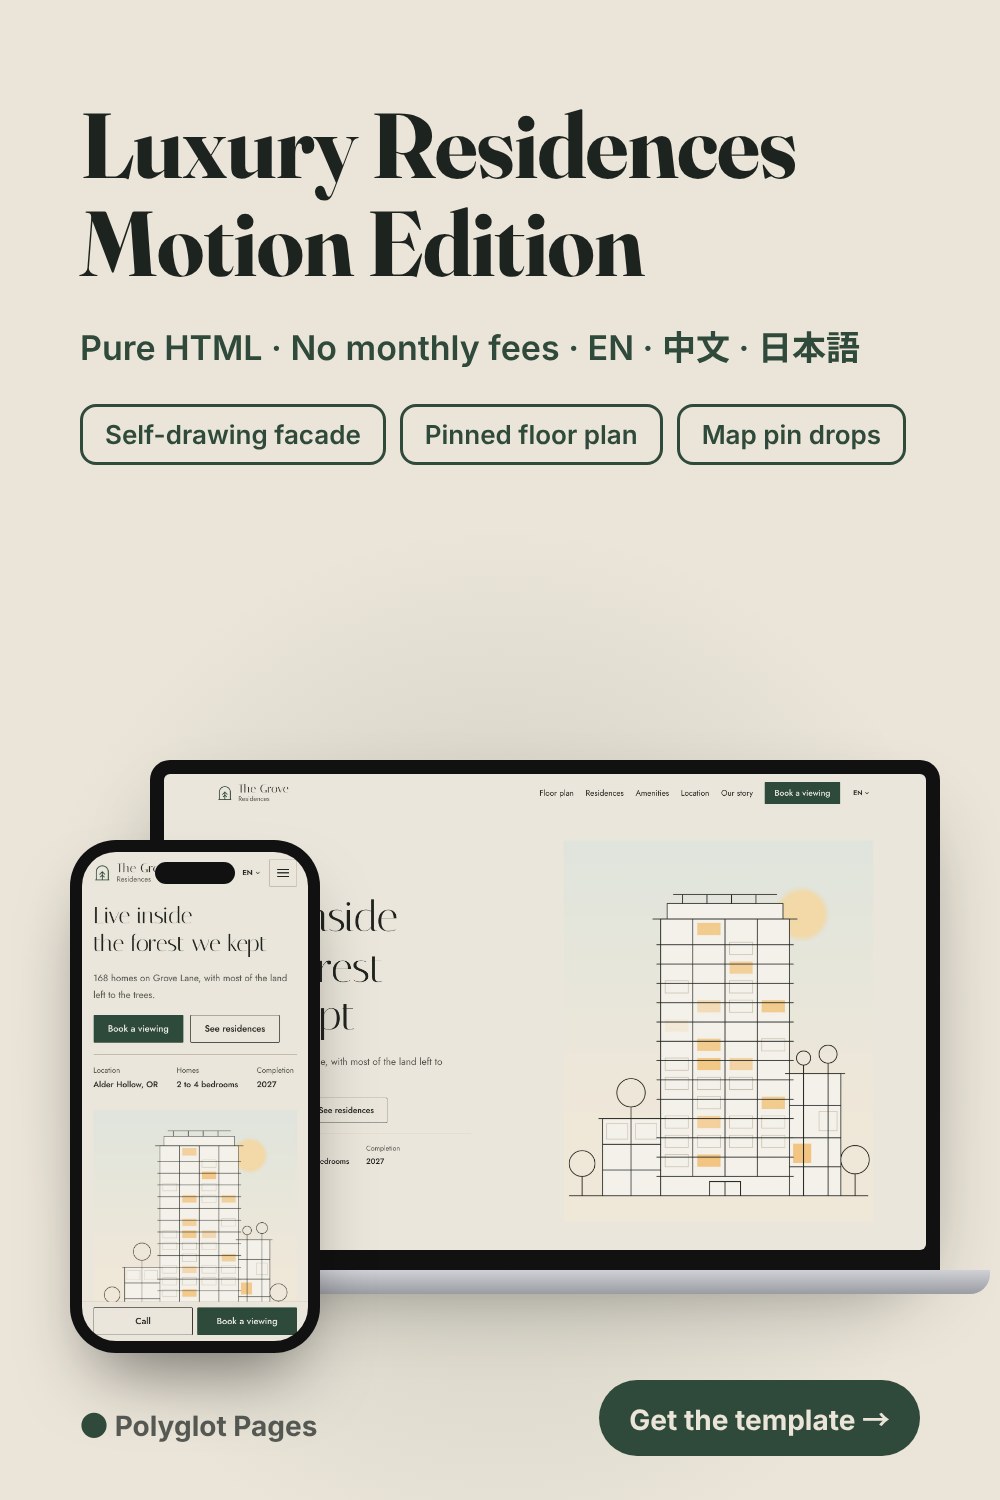 Luxury Residences
Motion Edition
Pure HTML · No monthly fees · EN · 中文 · 日本語
Self-drawing facade
Pinned floor plan
Map pin drops
The Grove
Residences
Floor plan
Residences
Amenities
Location
Our story
Book a viewing
EN
nside
rest
pt
e, with most of the land left to
See residences
Completion
edrooms
2027
The Gro
Residences
EN
Live inside
the forest we kept
168 homes on Grove Lane, with most of the land
left to the trees.
Book a viewing
See residences
Location
Homes
Completion
Alder Hollow, OR
2 to 4 bedrooms
2027
Call
Book a viewing
Polyglot Pages
Get the template →